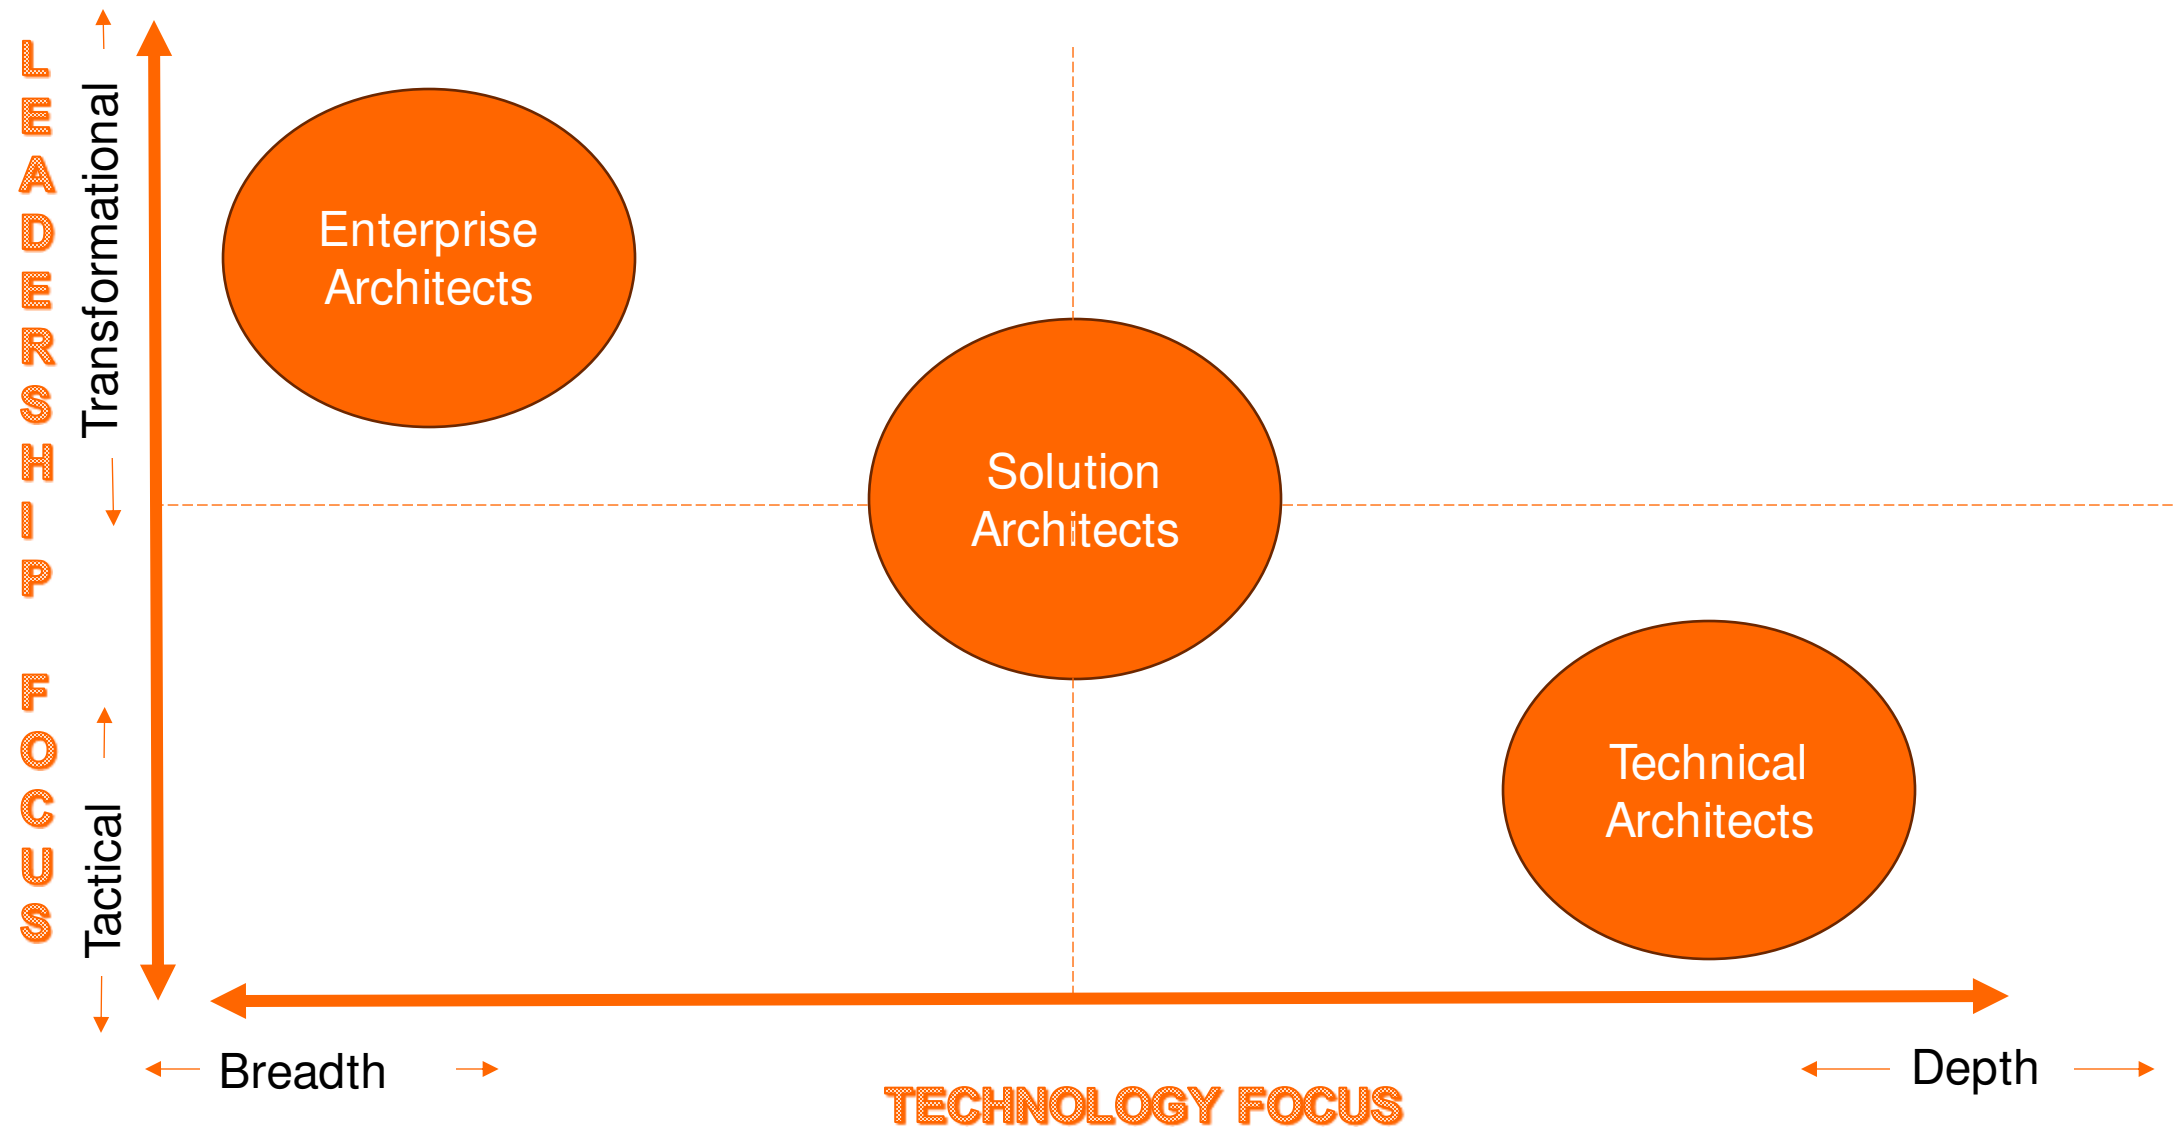 LEADERSHIP FOCUS
Transformational
Tactical
Enterprise
Architects
Solution
Architects
Technical
Architects
Breadth
Depth
TECHNOLOGY FOCUS